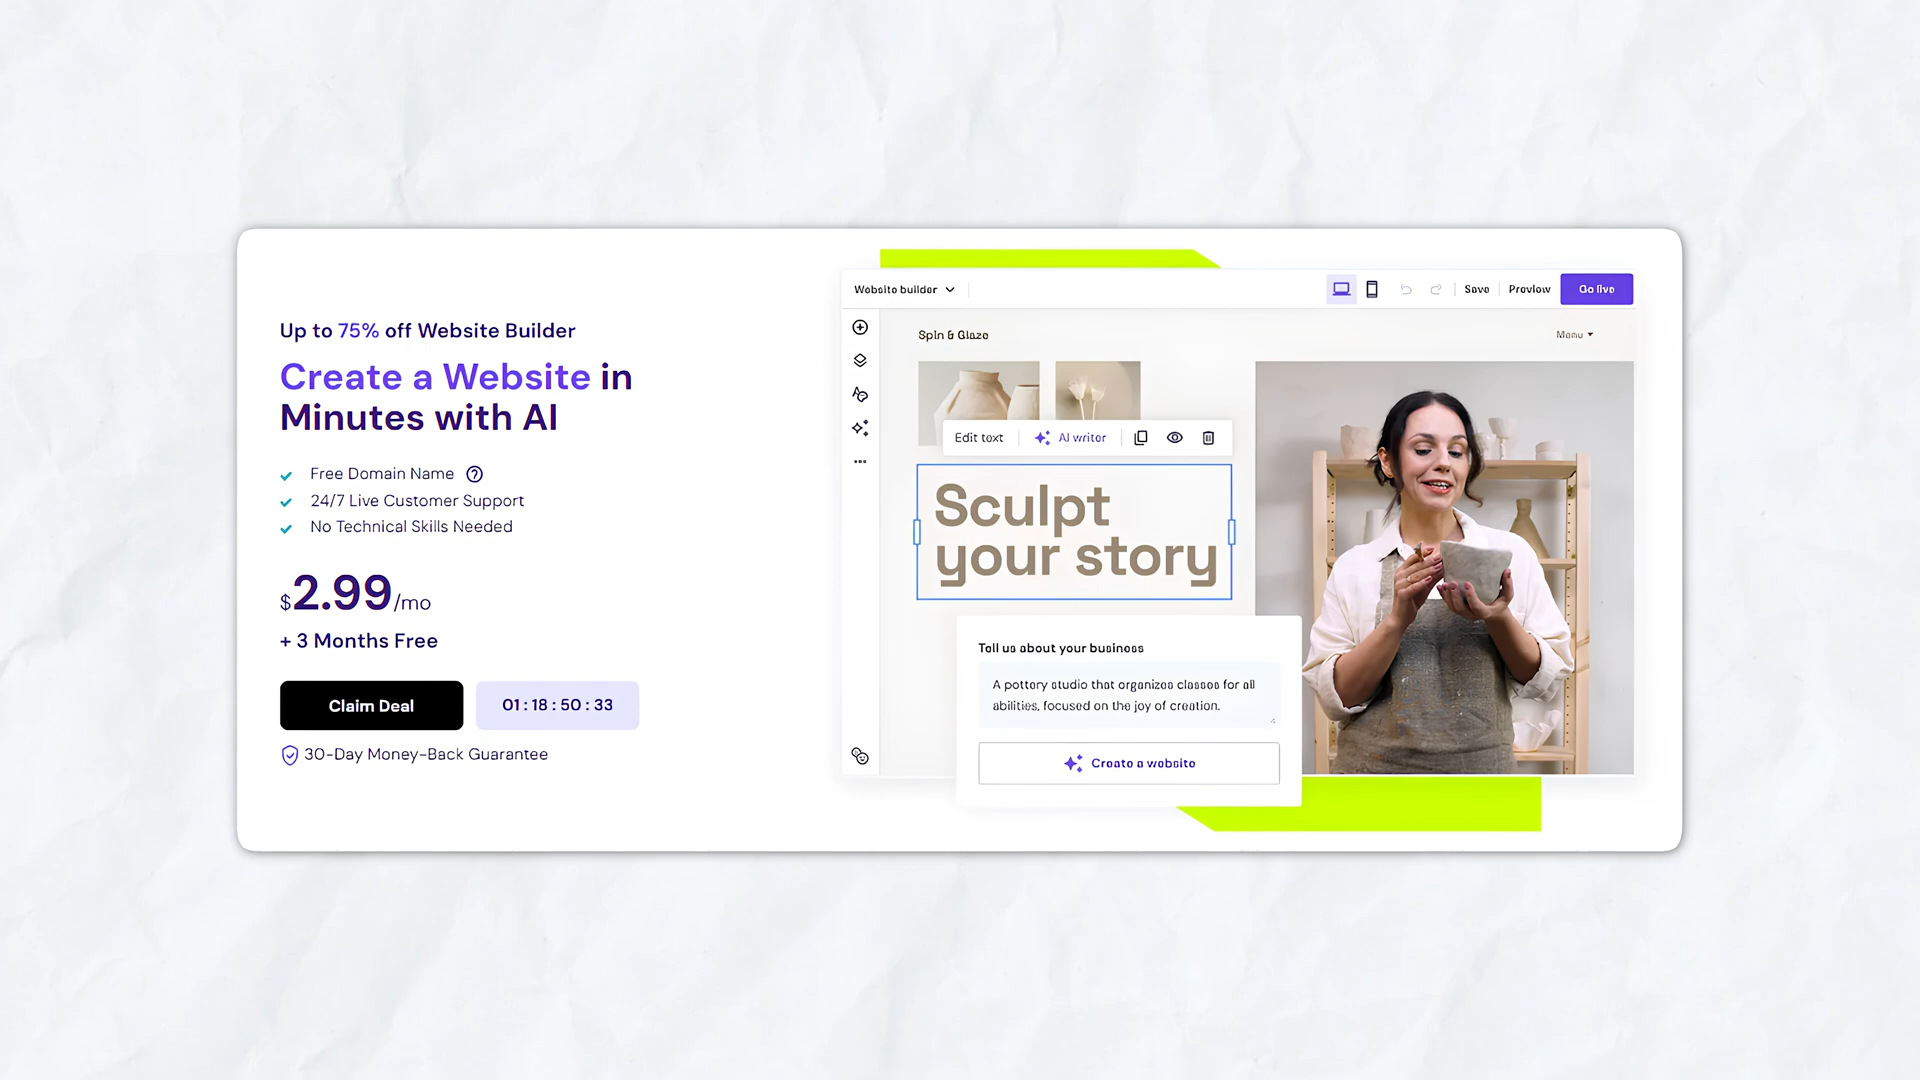 Up to 75% off Website Builder
Create a Website in
Minutes with AI
Free Domain Name
24/7 Live Customer Support
No Technical Skills Needed
$2.99/mo
+ 3 Months Free
Claim Deal
01 : 18 : 50 : 33
30-Day Money-Back Guarantee
Website builder
Save
Preview
Go live
Spin & Glaze
Menu
Edit text
AI writer
Sculpt
your story
Tell us about your business
A pottery studio that organizes classes for all
abilities, focused on the joy of creation.
Create a website